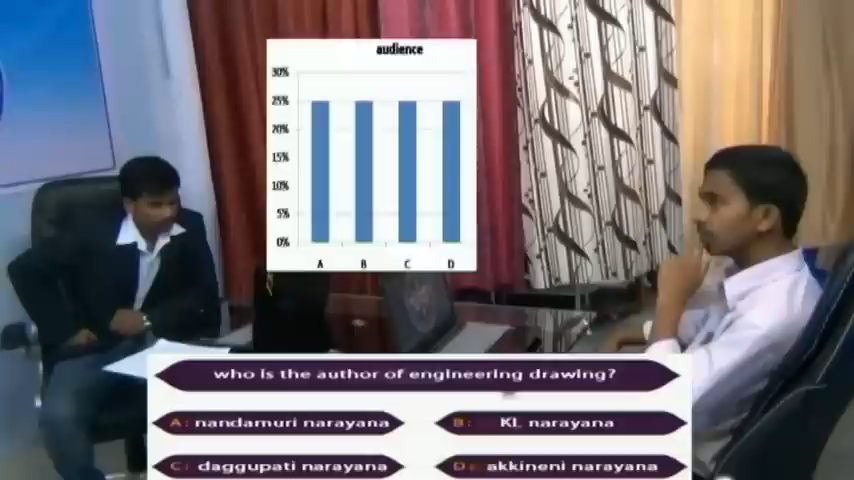 audience
30%
25%
20%
15%
10%
5%
0%
A B C D
who is the author of engineering drawing?
A: nandamuri narayana
B: KL narayana
C: daggupati narayana
D: akkineni narayana